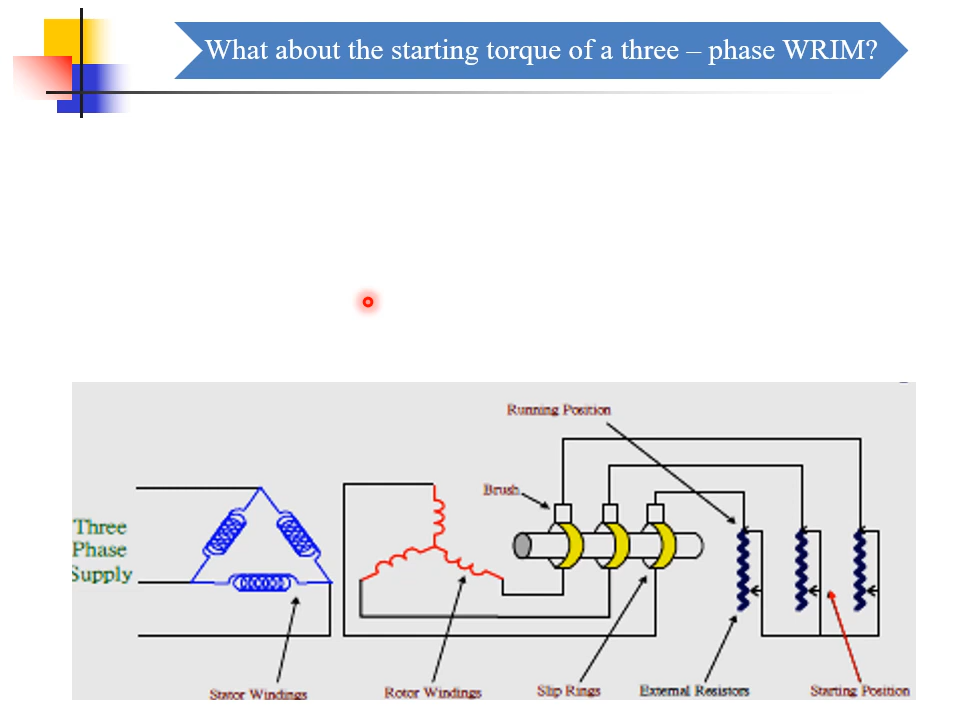 What about the starting torque of a three – phase WRIM?
Running Position
Brush
Three
Phase
Supply
Stator Windings
Rotor Windings
Slip Rings
External Resistors
Starting Position